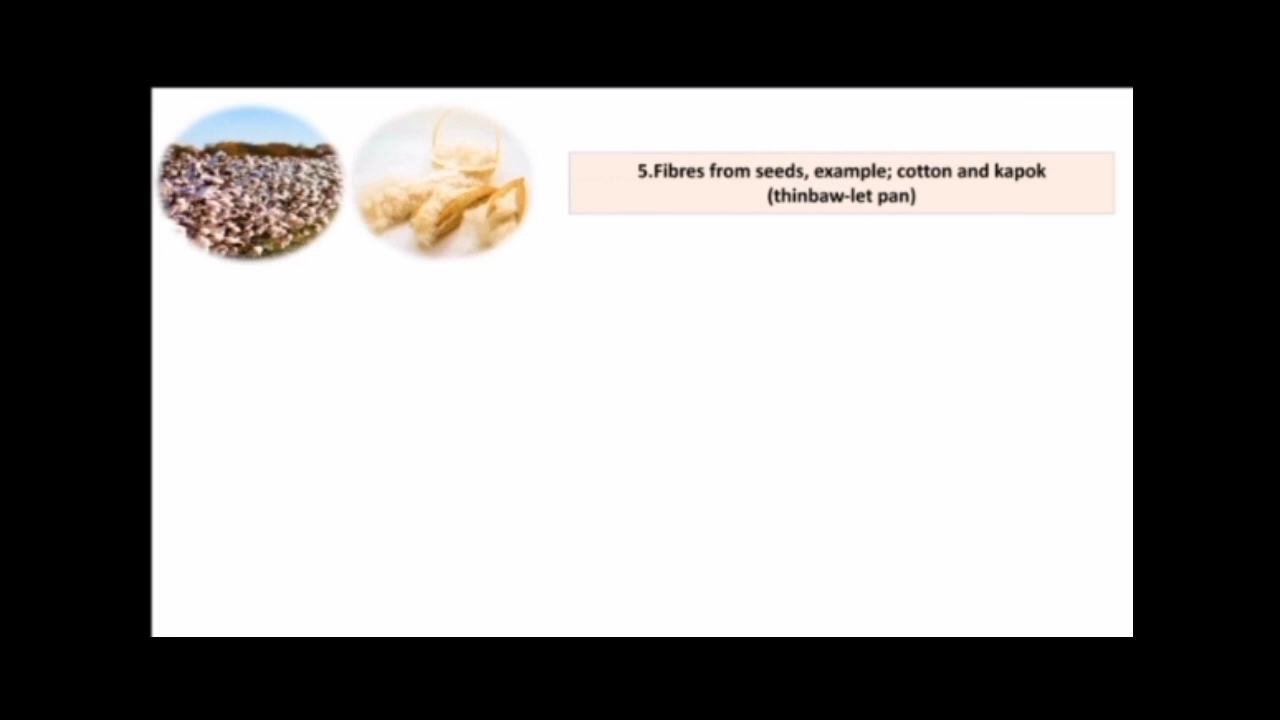 5.Fibres from seeds, example; cotton and kapok
(thinbaw-let pan)